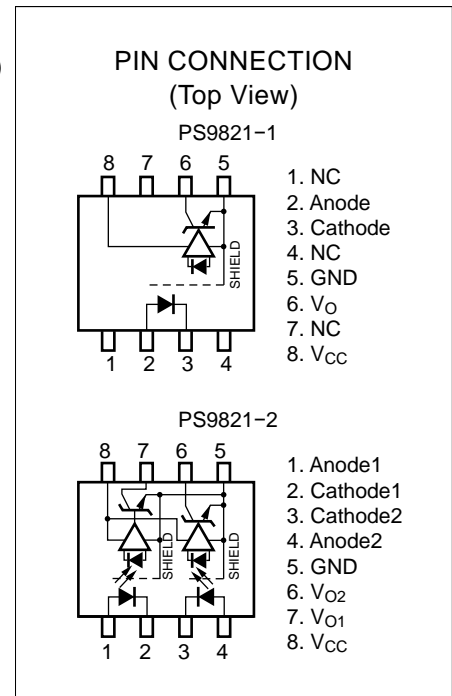 )
PIN CONNECTION
(Top View)
PS9821−1
8 7 6 5
SHIELD
1 2 3 4
1. NC
2. Anode
3. Cathode
4. NC
5. GND
6. VO
7. NC
8. VCC
PS9821−2
8 7 6 5
SHIELD
SHIELD
1 2 3 4
1. Anode1
2. Cathode1
3. Cathode2
4. Anode2
5. GND
6. VO2
7. VO1
8. VCC